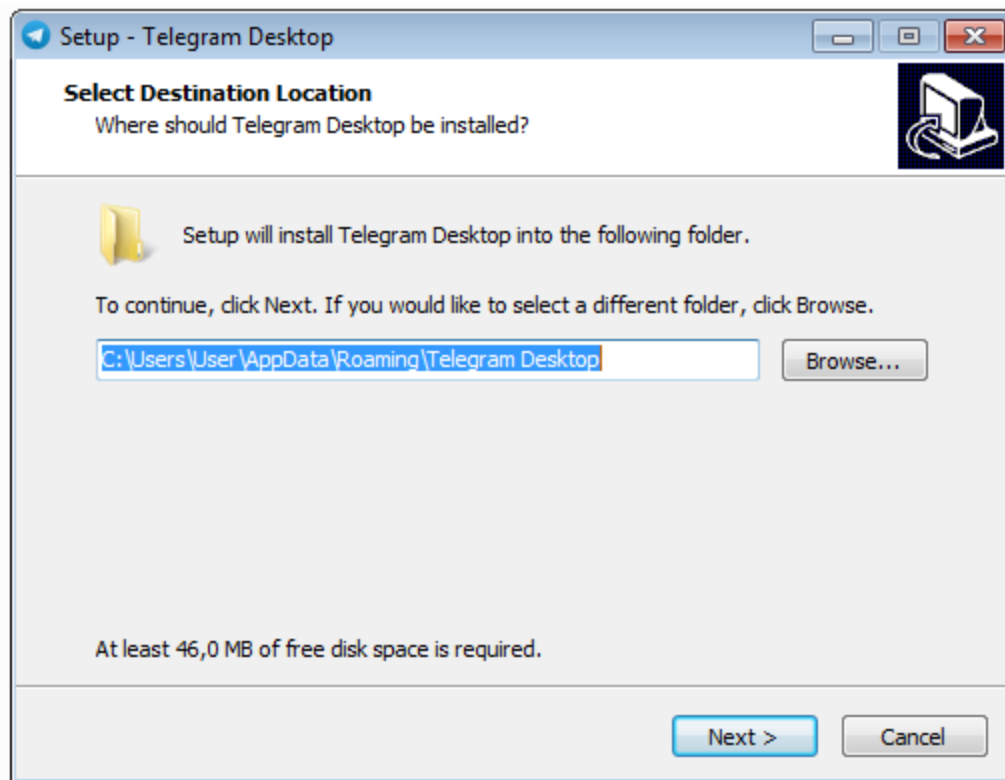 Setup - Telegram Desktop
Select Destination Location
Where should Telegram Desktop be installed?
Setup will install Telegram Desktop into the following folder.
To continue, click Next. If you would like to select a different folder, click Browse.
C:\Users\User\AppData\Roaming\Telegram Desktop
Browse...
At least 46,0 MB of free disk space is required.
Next >
Cancel